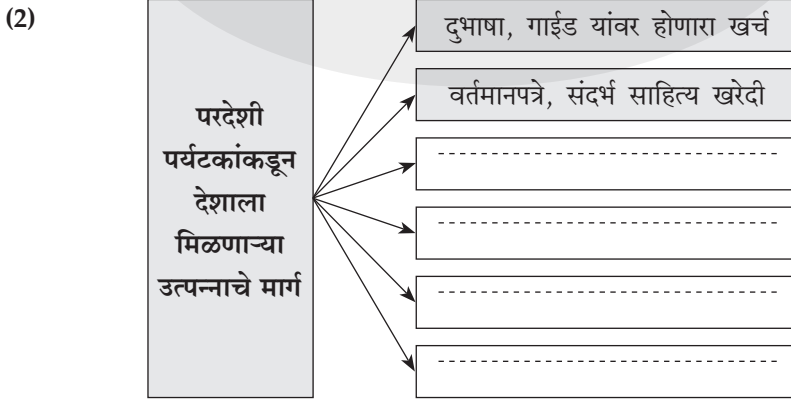 (2)
दुभाषा, गाईड यांवर होणारा खर्च
वर्तमानपत्रे, संदर्भ साहित्य खरेदी
परदेशी
पर्यटकांकडून
देशाला
मिळणाऱ्या
उत्पन्नाचे मार्ग